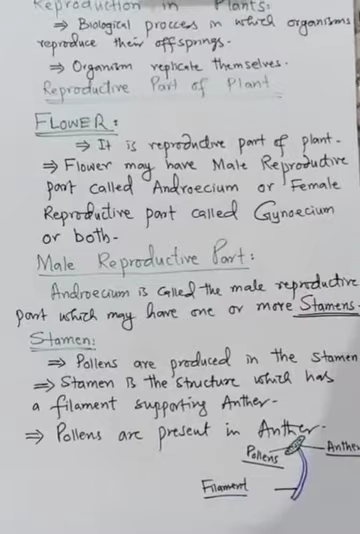 Reproduction in Plants:
⇒ Biological proccess in which organisms
reproduce their offsprings.
⇒ Organism replicate themselves.
Reproductive Part of Plant
FLOWER:
⇒ It is reproductive part of plant.
⇒ Flower may have Male Reproductive
part called Androecium or Female
Reproductive part called Gynoecium
or both.
Male Reproductive Part:
Androecium is called the male reproductive
part which may have one or more Stamens.
Stamen:
⇒ Pollens are produced in the stamen
⇒ Stamen is the structure which has
a filament supporting Anther.
⇒ Pollens are present in Anther.
Pollens
Anther
Filament